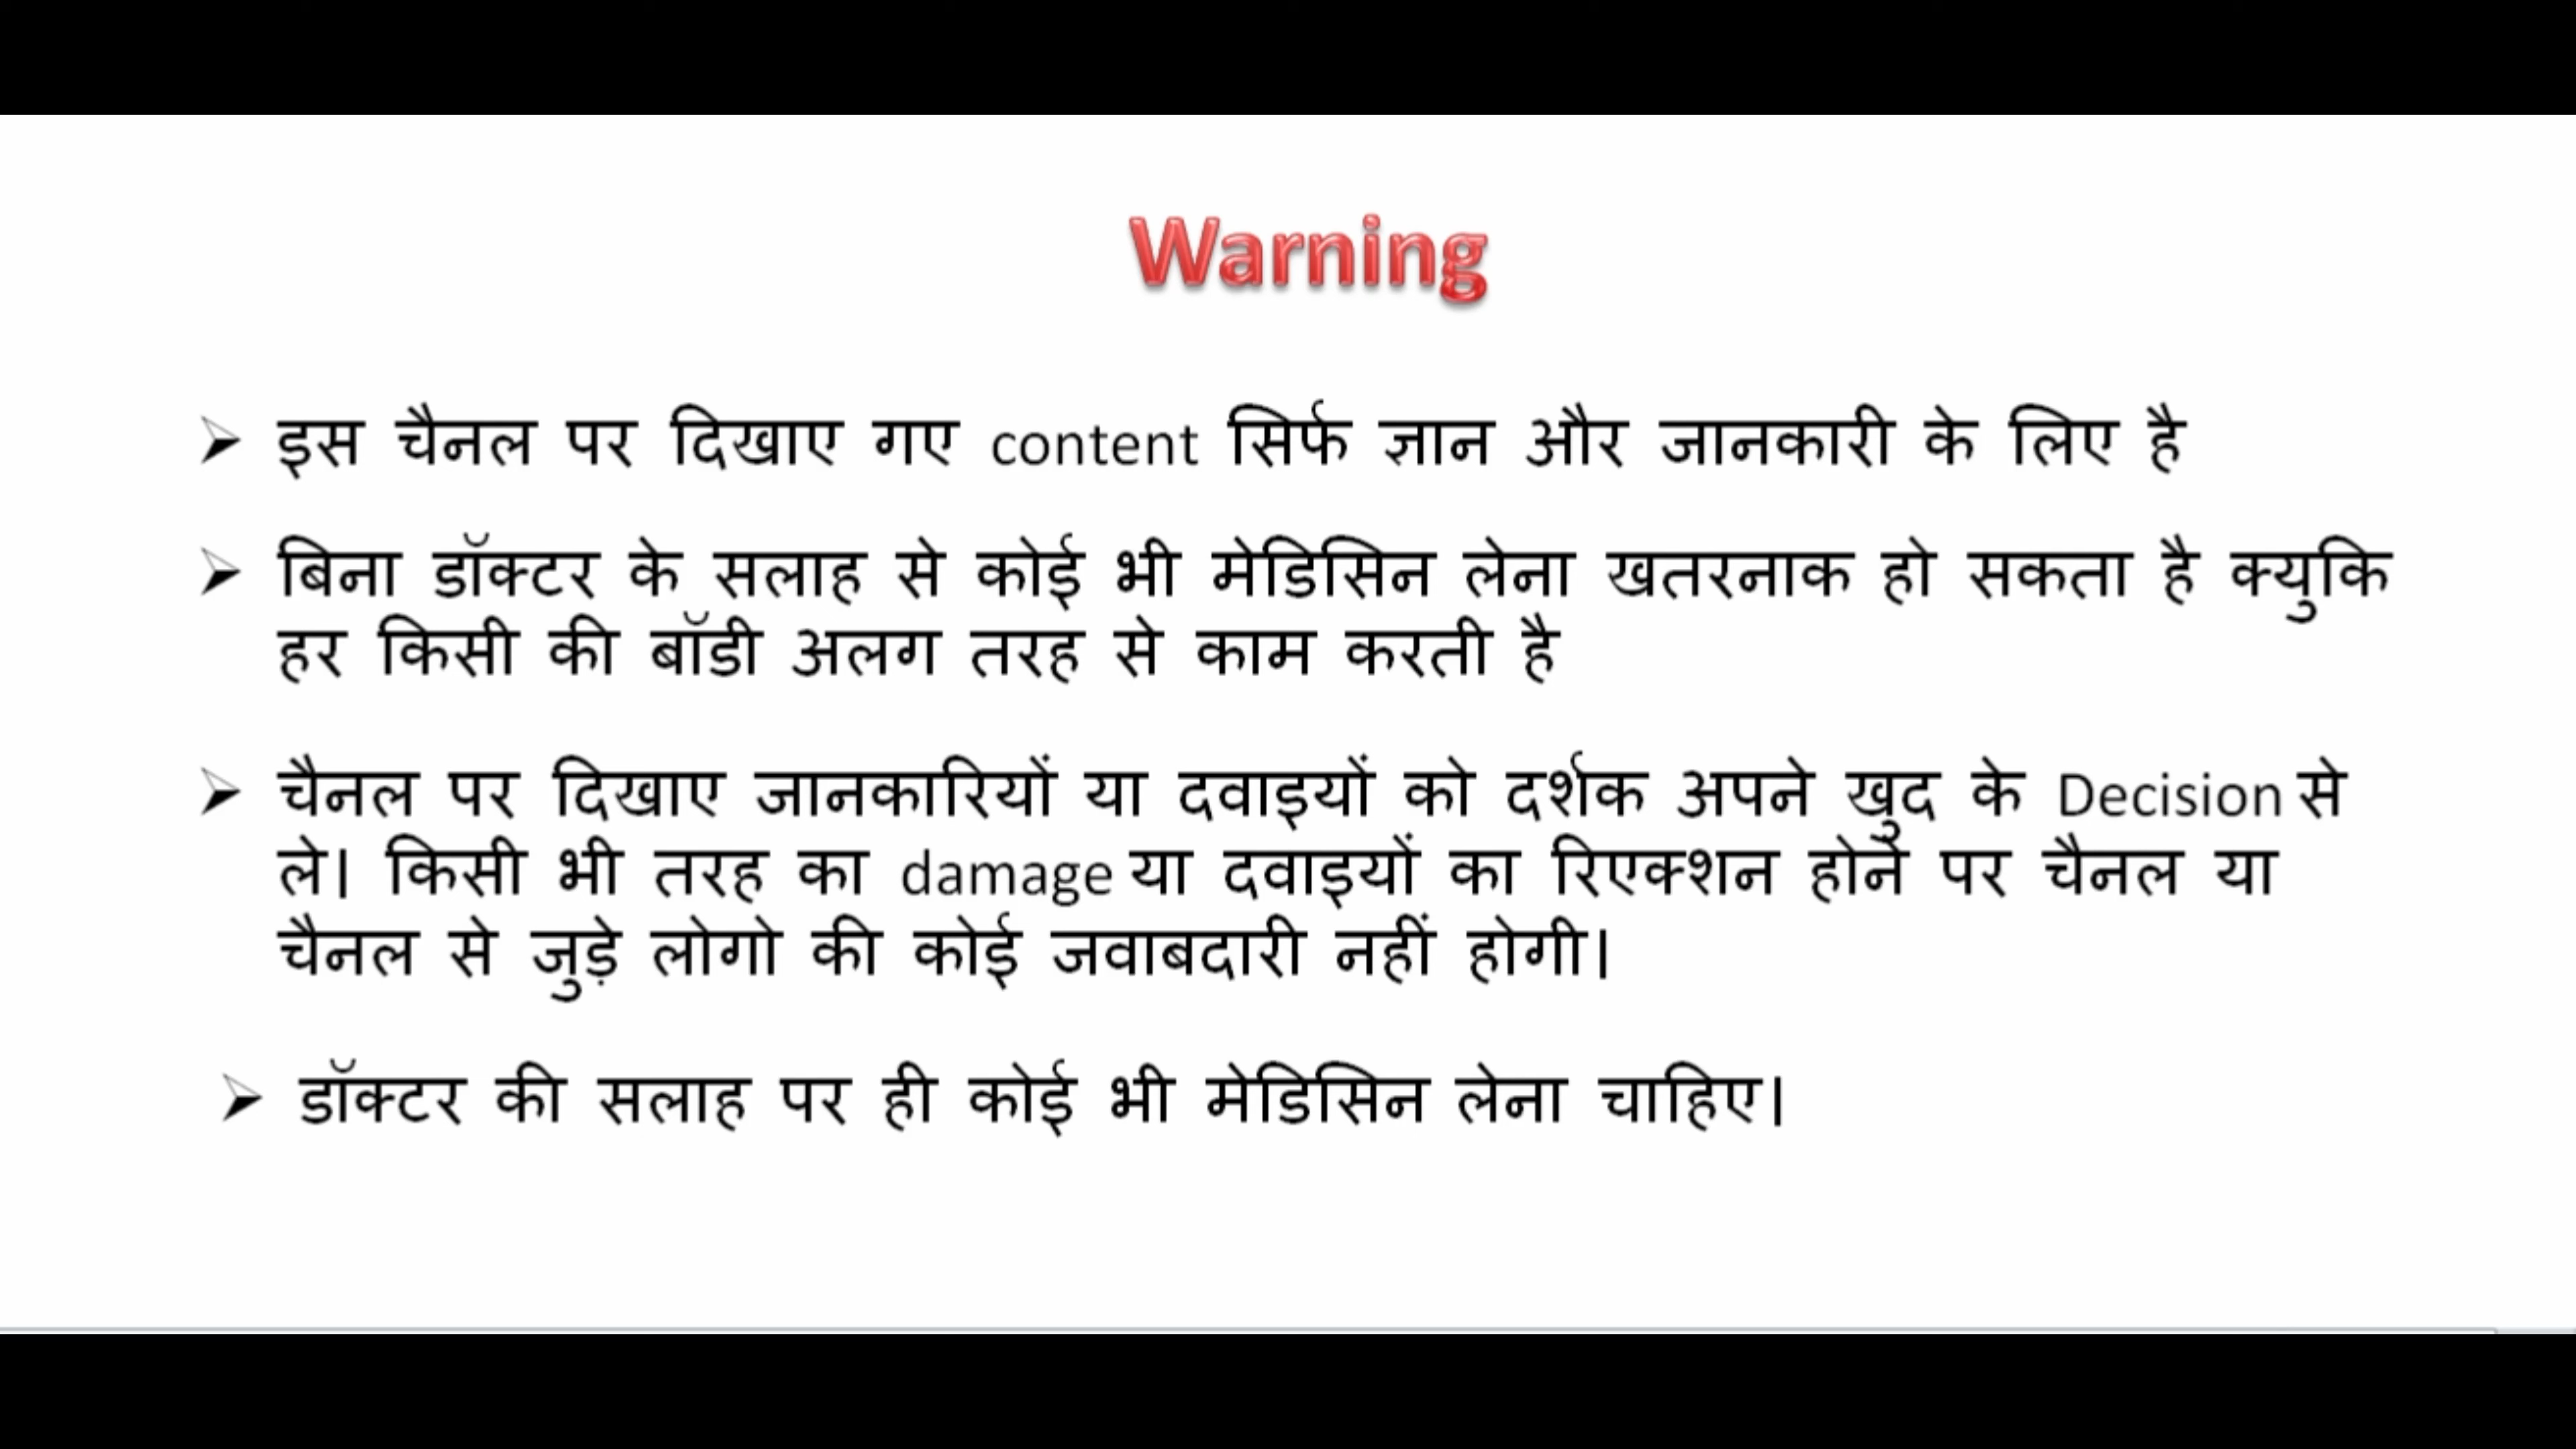 Warning
➢ इस चैनल पर दिखाए गए content सिर्फ ज्ञान और जानकारी के लिए है
➢ बिना डॉक्टर के सलाह से कोई भी मेडिसिन लेना खतरनाक हो सकता है क्युकि
हर किसी की बॉडी अलग तरह से काम करती है
➢ चैनल पर दिखाए जानकारियों या दवाइयों को दर्शक अपने खुद के Decision से
ले। किसी भी तरह का damage या दवाइयों का रिएक्शन होने पर चैनल या
चैनल से जुड़े लोगो की कोई जवाबदारी नहीं होगी।
➢ डॉक्टर की सलाह पर ही कोई भी मेडिसिन लेना चाहिए।